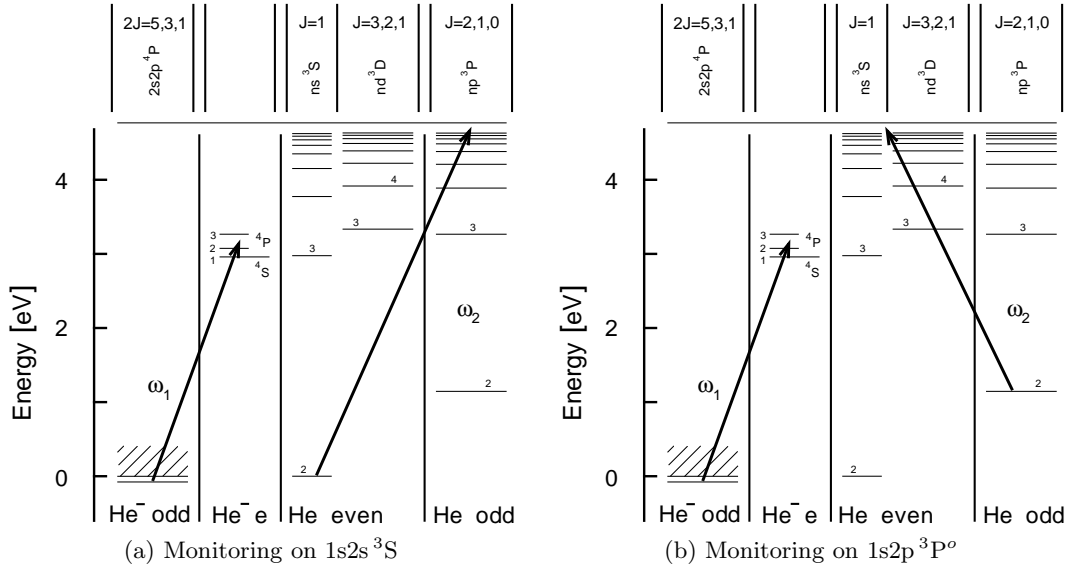 2J=5,3,1 J=1 J=3,2,1 J=2,1,0
2s2p ⁴P ns ³S nd ³D np ³P
Energy [eV]
4
2
0
4
3 ⁴P 3 3
2
1 ⁴S 3
ω₂
2
ω₁
2
He⁻ odd He⁻ e He even He odd
(a) Monitoring on 1s2s ³S
2J=5,3,1 J=1 J=3,2,1 J=2,1,0
2s2p ⁴P ns ³S nd ³D np ³P
Energy [eV]
4
2
0
4
3 ⁴P 3 3
2
1 ⁴S 3
ω₂
2
ω₁
2
He⁻ odd He⁻ e He even He odd
(b) Monitoring on 1s2p ³Pᵒ